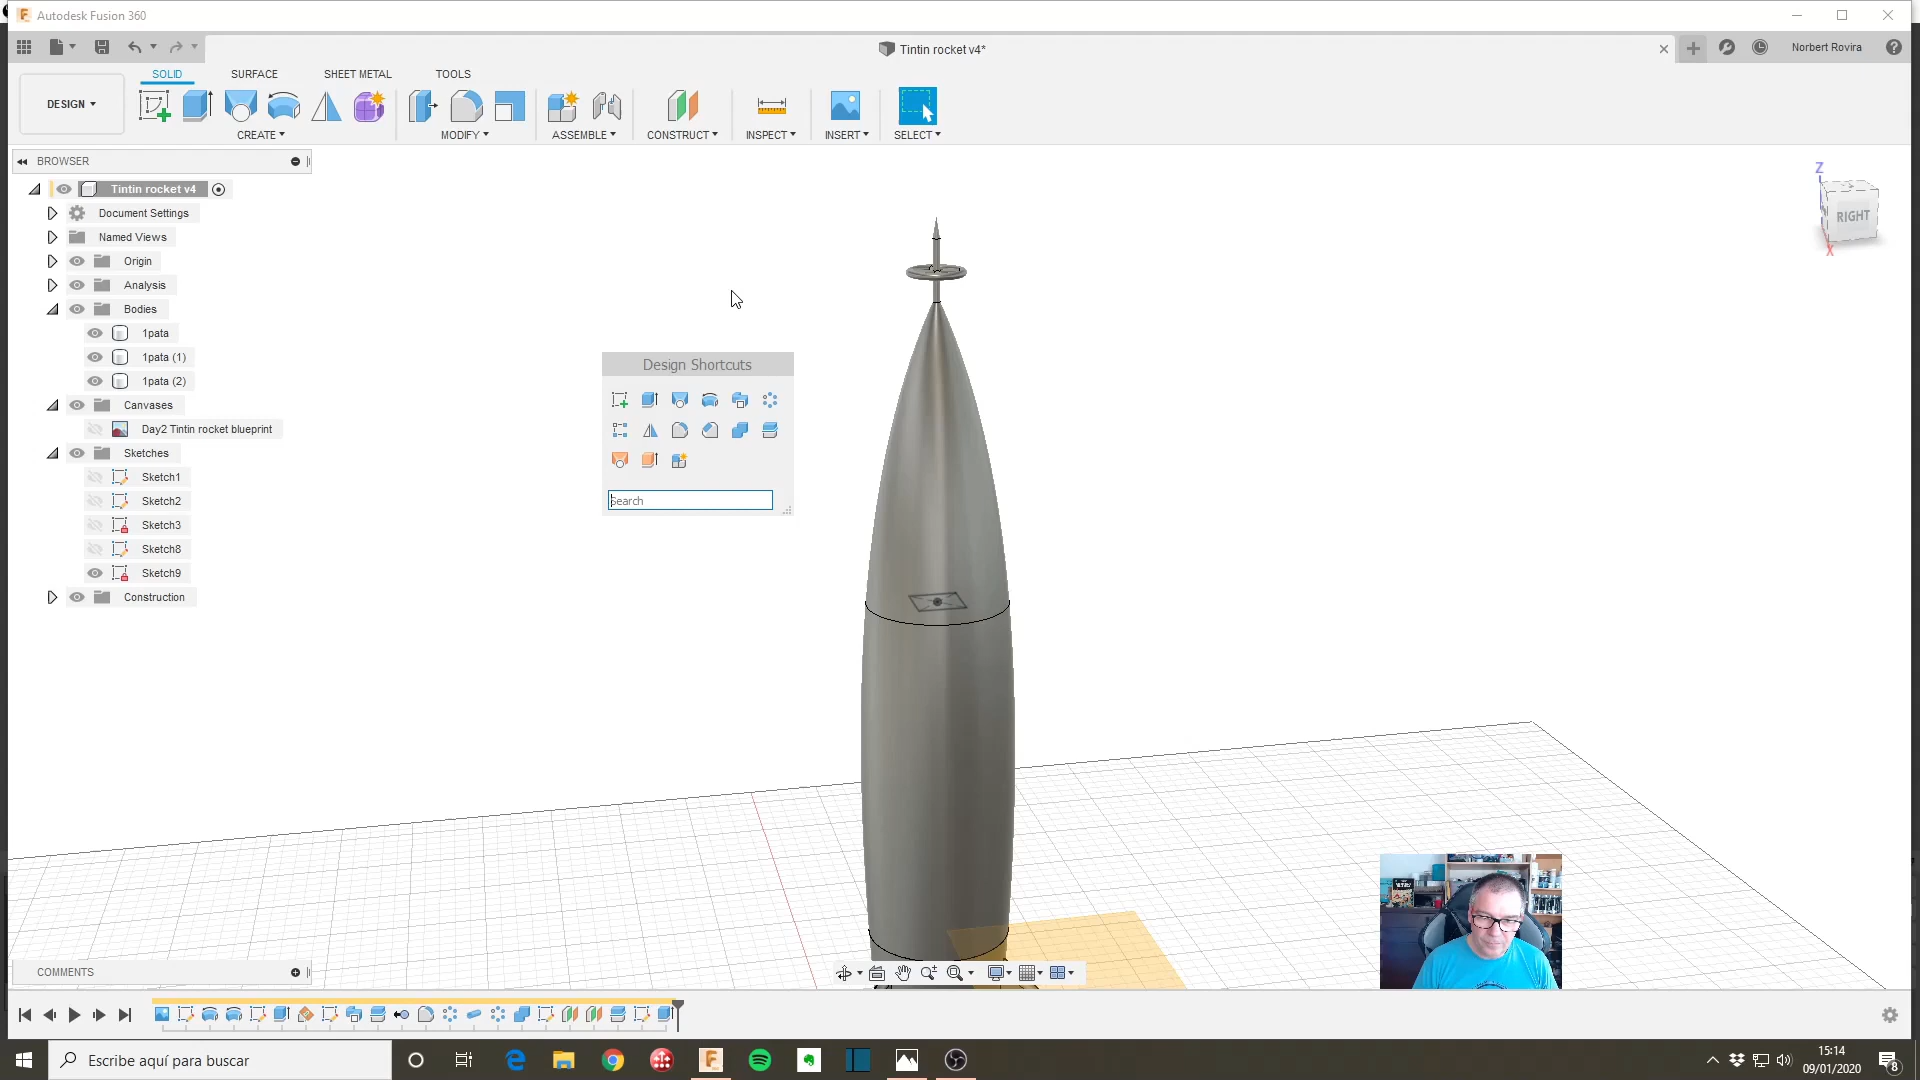 Autodesk Fusion 360
Tintin rocket v4*
Norbert Rovira
SOLID SURFACE SHEET METAL TOOLS
DESIGN
CREATE MODIFY ASSEMBLE CONSTRUCT INSPECT INSERT SELECT
BROWSER
Tintin rocket v4
Document Settings
Named Views
Origin
Analysis
Bodies
1pata
1pata (1)
1pata (2)
Canvases
Day2 Tintin rocket blueprint
Sketches
Sketch1
Sketch2
Sketch3
Sketch8
Sketch9
Construction
Z
RIGHT
X
Design Shortcuts
Search
COMMENTS
Escribe aquí para buscar
15:14
09/01/2020
8